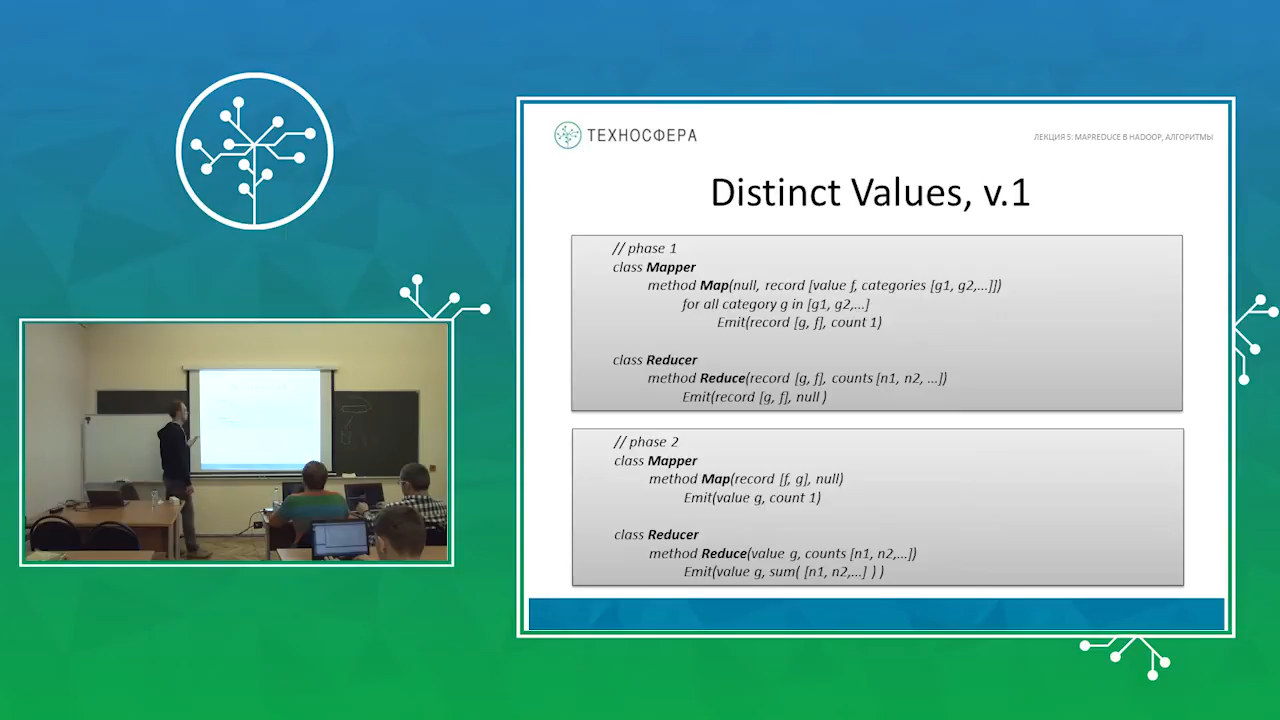 ТЕХНОСФЕРА
ЛЕКЦИЯ 5: MAPREDUCE В HADOOP, АЛГОРИТМЫ
Distinct Values, v.1
// phase 1
class Mapper
method Map(null, record [value f, categories [g1, g2,...]])
for all category g in [g1, g2,...]
Emit(record [g, f], count 1)
class Reducer
method Reduce(record [g, f], counts [n1, n2, ...])
Emit(record [g, f], null )
// phase 2
class Mapper
method Map(record [f, g], null)
Emit(value g, count 1)
class Reducer
method Reduce(value g, counts [n1, n2,...])
Emit(value g, sum( [n1, n2,...] ) )